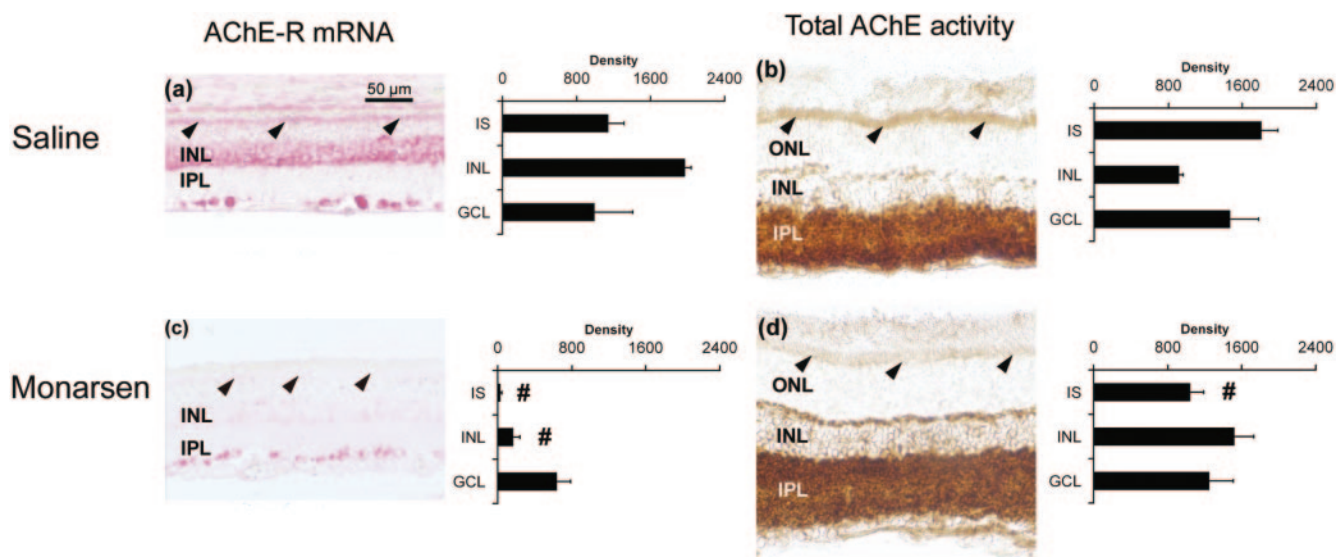 AChE-R mRNA
Total AChE activity
Saline
(a)
50 µm
INL
IPL
Density
0 800 1600 2400
IS
INL
GCL
(b)
ONL
INL
IPL
Density
0 800 1600 2400
IS
INL
GCL
Monarsen
(c)
INL
IPL
Density
0 800 1600 2400
IS #
INL #
GCL
(d)
ONL
INL
IPL
Density
0 800 1600 2400
IS #
INL
GCL